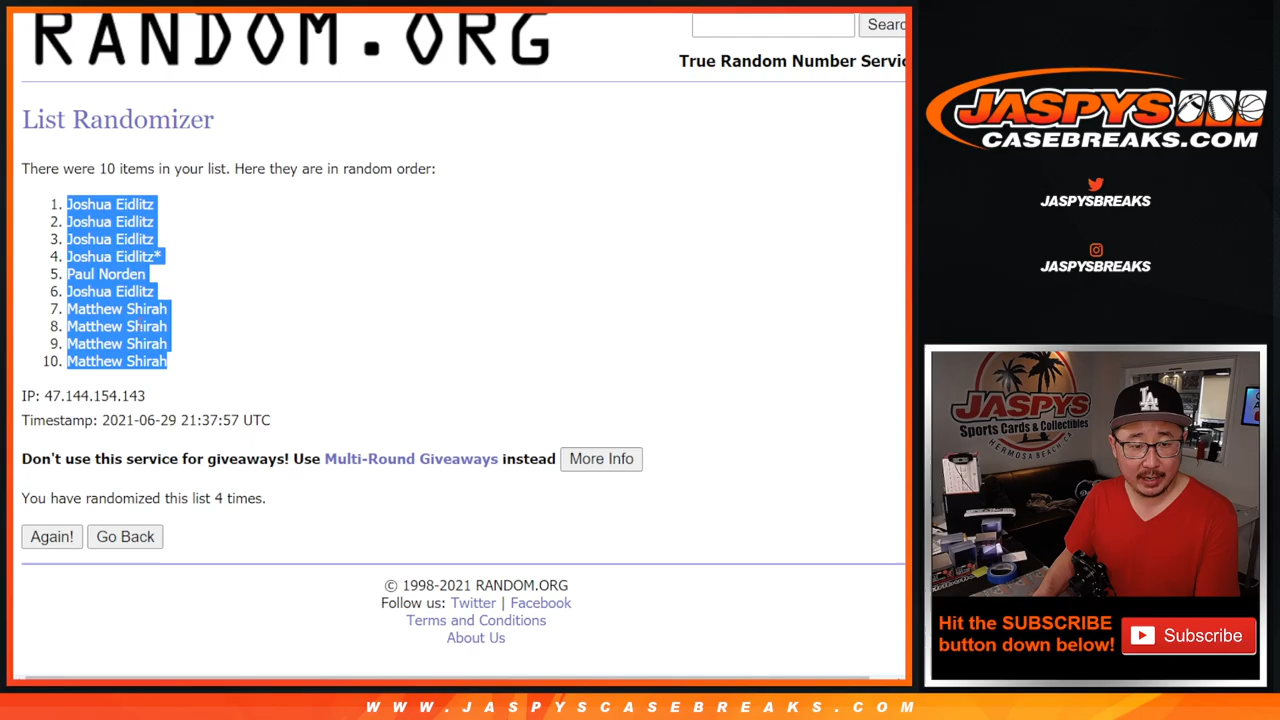 RANDOM.ORG
Searc
True Random Number Servic
List Randomizer
There were 10 items in your list. Here they are in random order:
1. Joshua Eidlitz
2. Joshua Eidlitz
3. Joshua Eidlitz
4. Joshua Eidlitz*
5. Paul Norden
6. Joshua Eidlitz
7. Matthew Shirah
8. Matthew Shirah
9. Matthew Shirah
10. Matthew Shirah
IP: 47.144.154.143
Timestamp: 2021-06-29 21:37:57 UTC
Don't use this service for giveaways! Use Multi-Round Giveaways instead More Info
You have randomized this list 4 times.
Again! Go Back
© 1998-2021 RANDOM.ORG
Follow us: Twitter | Facebook
Terms and Conditions
About Us
JASPYS
CASEBREAKS.COM
JASPYSBREAKS
JASPYSBREAKS
JASPYS
Sports Cards & Collectibles
HERMOSA BEACH, CA
LA
Hit the SUBSCRIBE
button down below!
Subscribe
WWW.JASPYSCASEBREAKS.COM